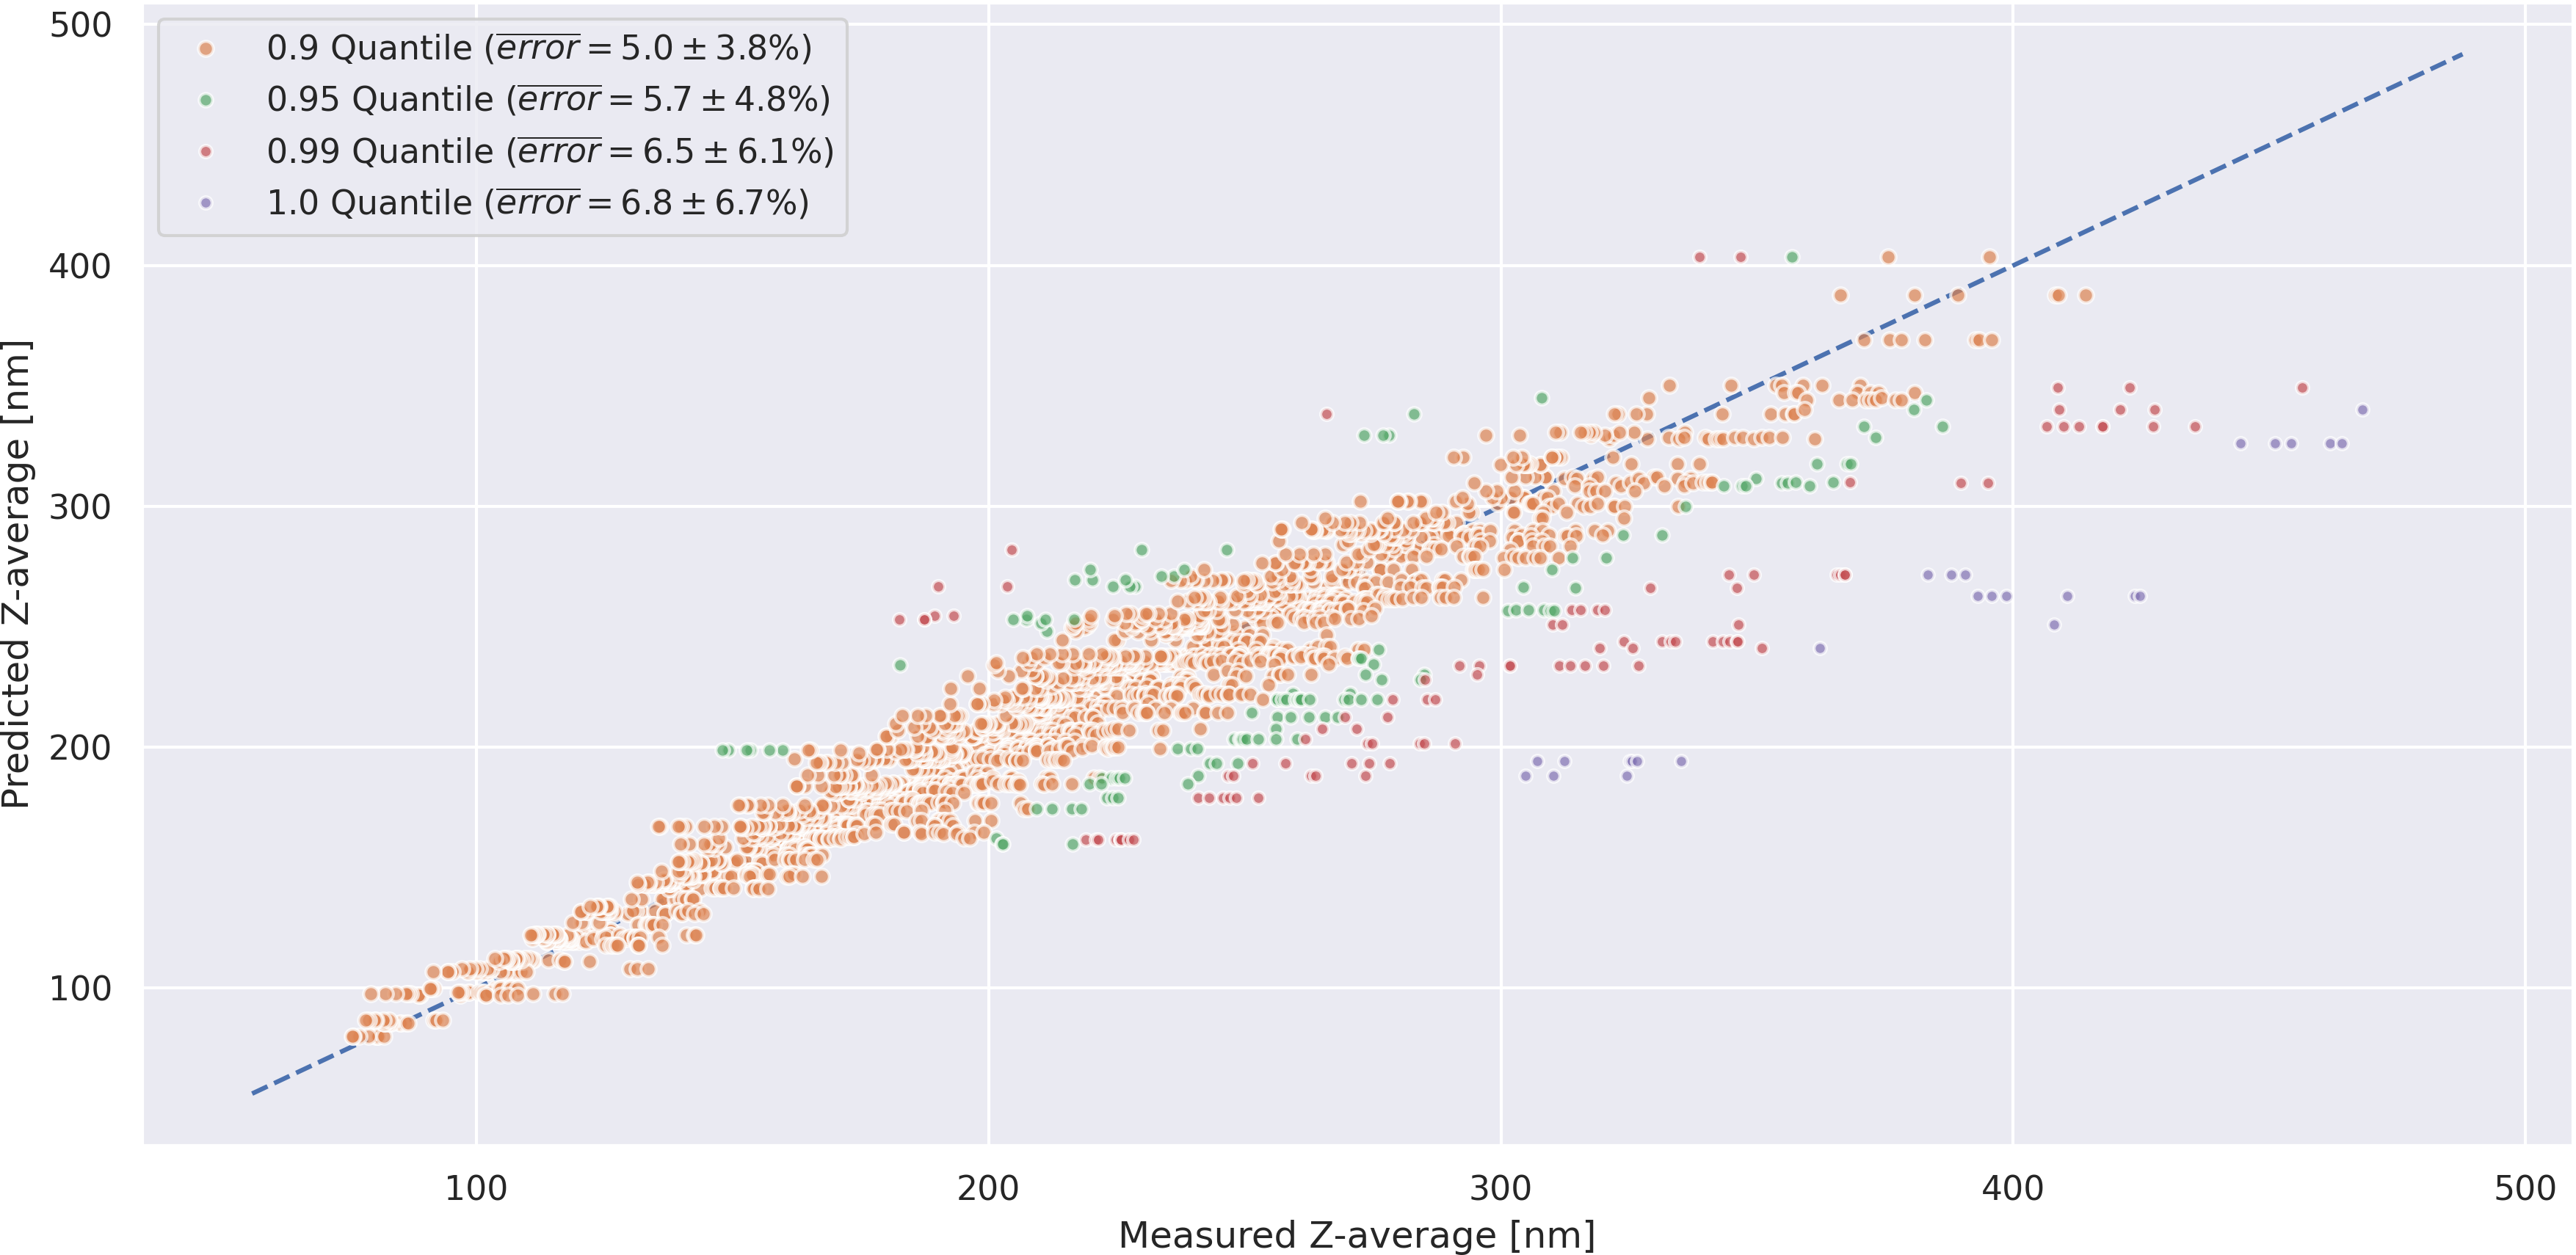 500
0.9 Quantile (error = 5.0 ± 3.8%)
0.95 Quantile (error = 5.7 ± 4.8%)
0.99 Quantile (error = 6.5 ± 6.1%)
1.0 Quantile (error = 6.8 ± 6.7%)
400
300
200
100
Predicted Z-average [nm]
100 200 300 400 500
Measured Z-average [nm]